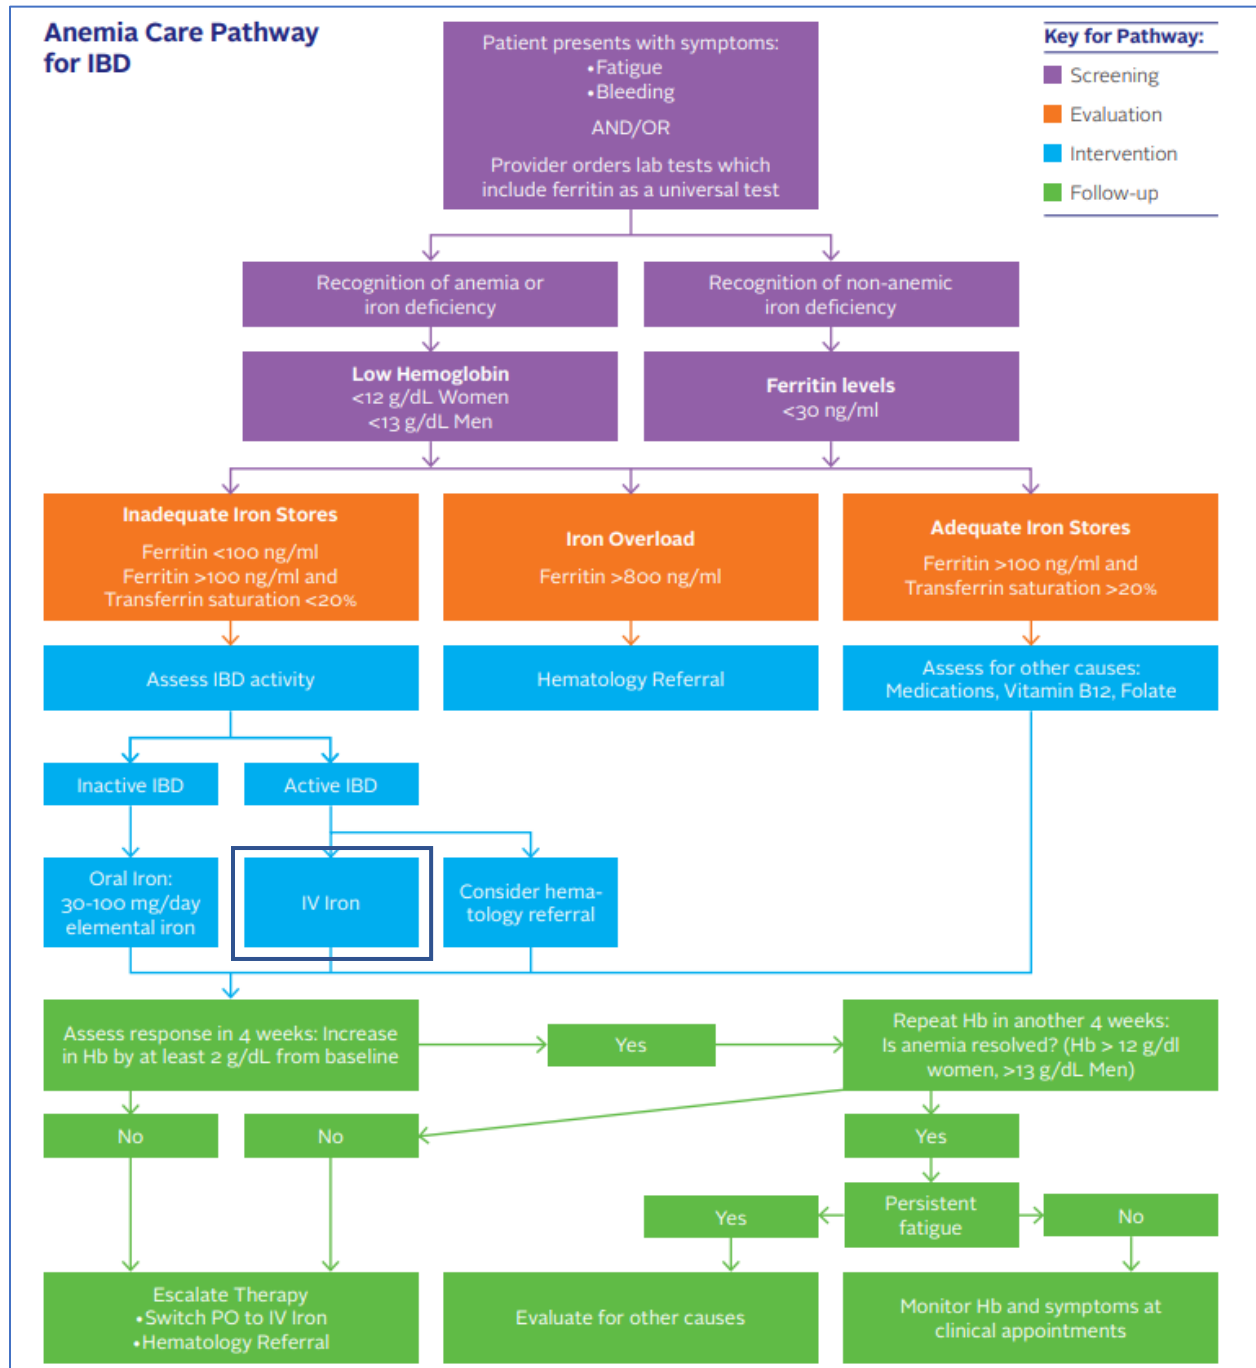 Anemia Care Pathway
for IBD
Patient presents with symptoms:
•Fatigue
•Bleeding
AND/OR
Provider orders lab tests which
include ferritin as a universal test
Key for Pathway:
Screening
Evaluation
Intervention
Follow-up
Recognition of anemia or
iron deficiency
Recognition of non-anemic
iron deficiency
Low Hemoglobin
<12 g/dL Women
<13 g/dL Men
Ferritin levels
<30 ng/ml
Inadequate Iron Stores
Ferritin <100 ng/ml
Ferritin >100 ng/ml and
Transferrin saturation <20%
Iron Overload
Ferritin >800 ng/ml
Adequate Iron Stores
Ferritin >100 ng/ml and
Transferrin saturation >20%
Assess IBD activity
Hematology Referral
Assess for other causes:
Medications, Vitamin B12, Folate
Inactive IBD
Active IBD
Oral Iron:
30-100 mg/day
elemental iron
IV Iron
Consider hema-
tology referral
Assess response in 4 weeks: Increase
in Hb by at least 2 g/dL from baseline
Yes
Repeat Hb in another 4 weeks:
Is anemia resolved? (Hb > 12 g/dl
women, >13 g/dL Men)
No
No
Yes
Yes
Persistent
fatigue
No
Escalate Therapy
•Switch PO to IV Iron
•Hematology Referral
Evaluate for other causes
Monitor Hb and symptoms at
clinical appointments